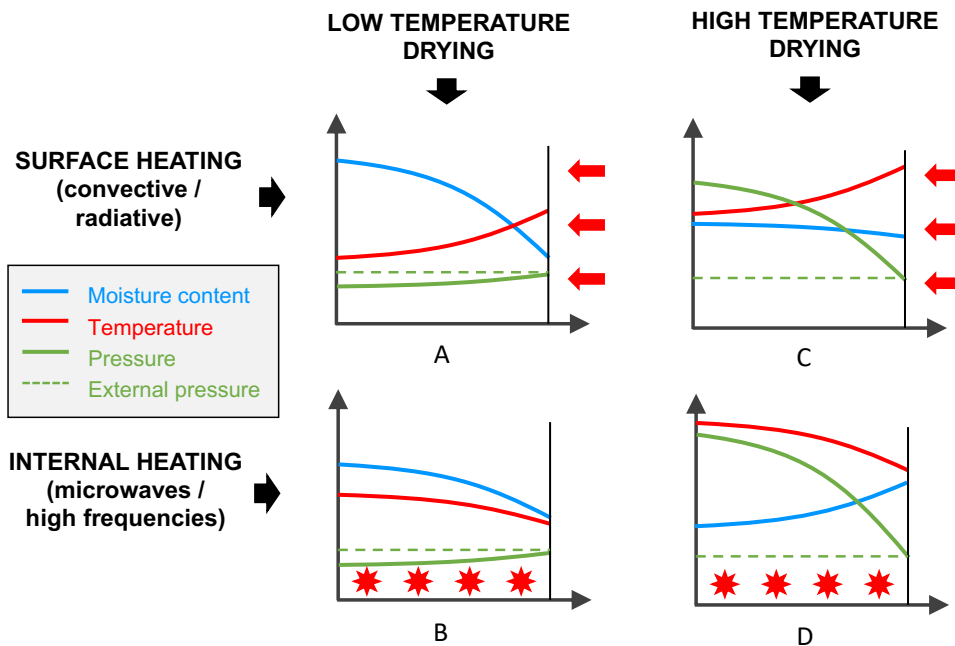 LOW TEMPERATURE
DRYING
HIGH TEMPERATURE
DRYING
SURFACE HEATING
(convective /
radiative)
Moisture content
Temperature
Pressure
External pressure
A
C
INTERNAL HEATING
(microwaves /
high frequencies)
B
D